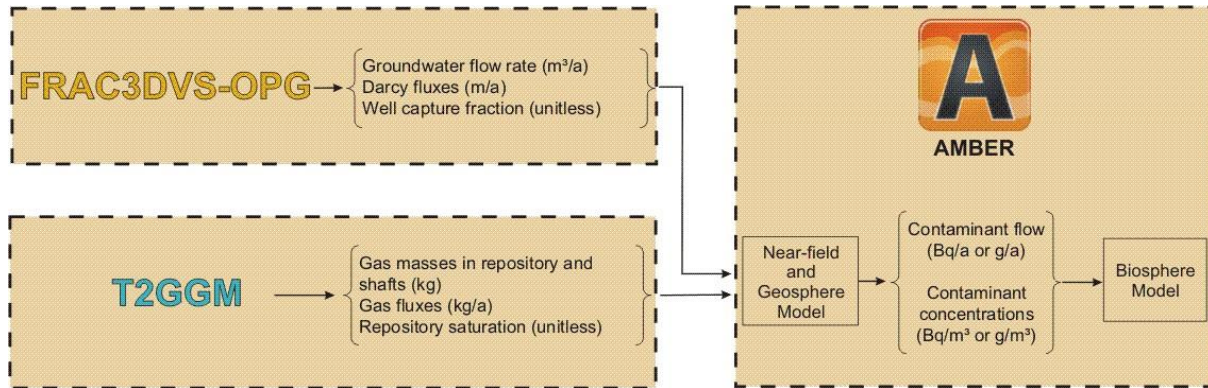 FRAC3DVS-OPG
Groundwater flow rate (m³/a)
Darcy fluxes (m/a)
Well capture fraction (unitless)
T2GGM
Gas masses in repository and
shafts (kg)
Gas fluxes (kg/a)
Repository saturation (unitless)
A
AMBER
Near-field
and
Geosphere
Model
Contaminant flow
(Bq/a or g/a)
Contaminant
concentrations
(Bq/m³ or g/m³)
Biosphere
Model